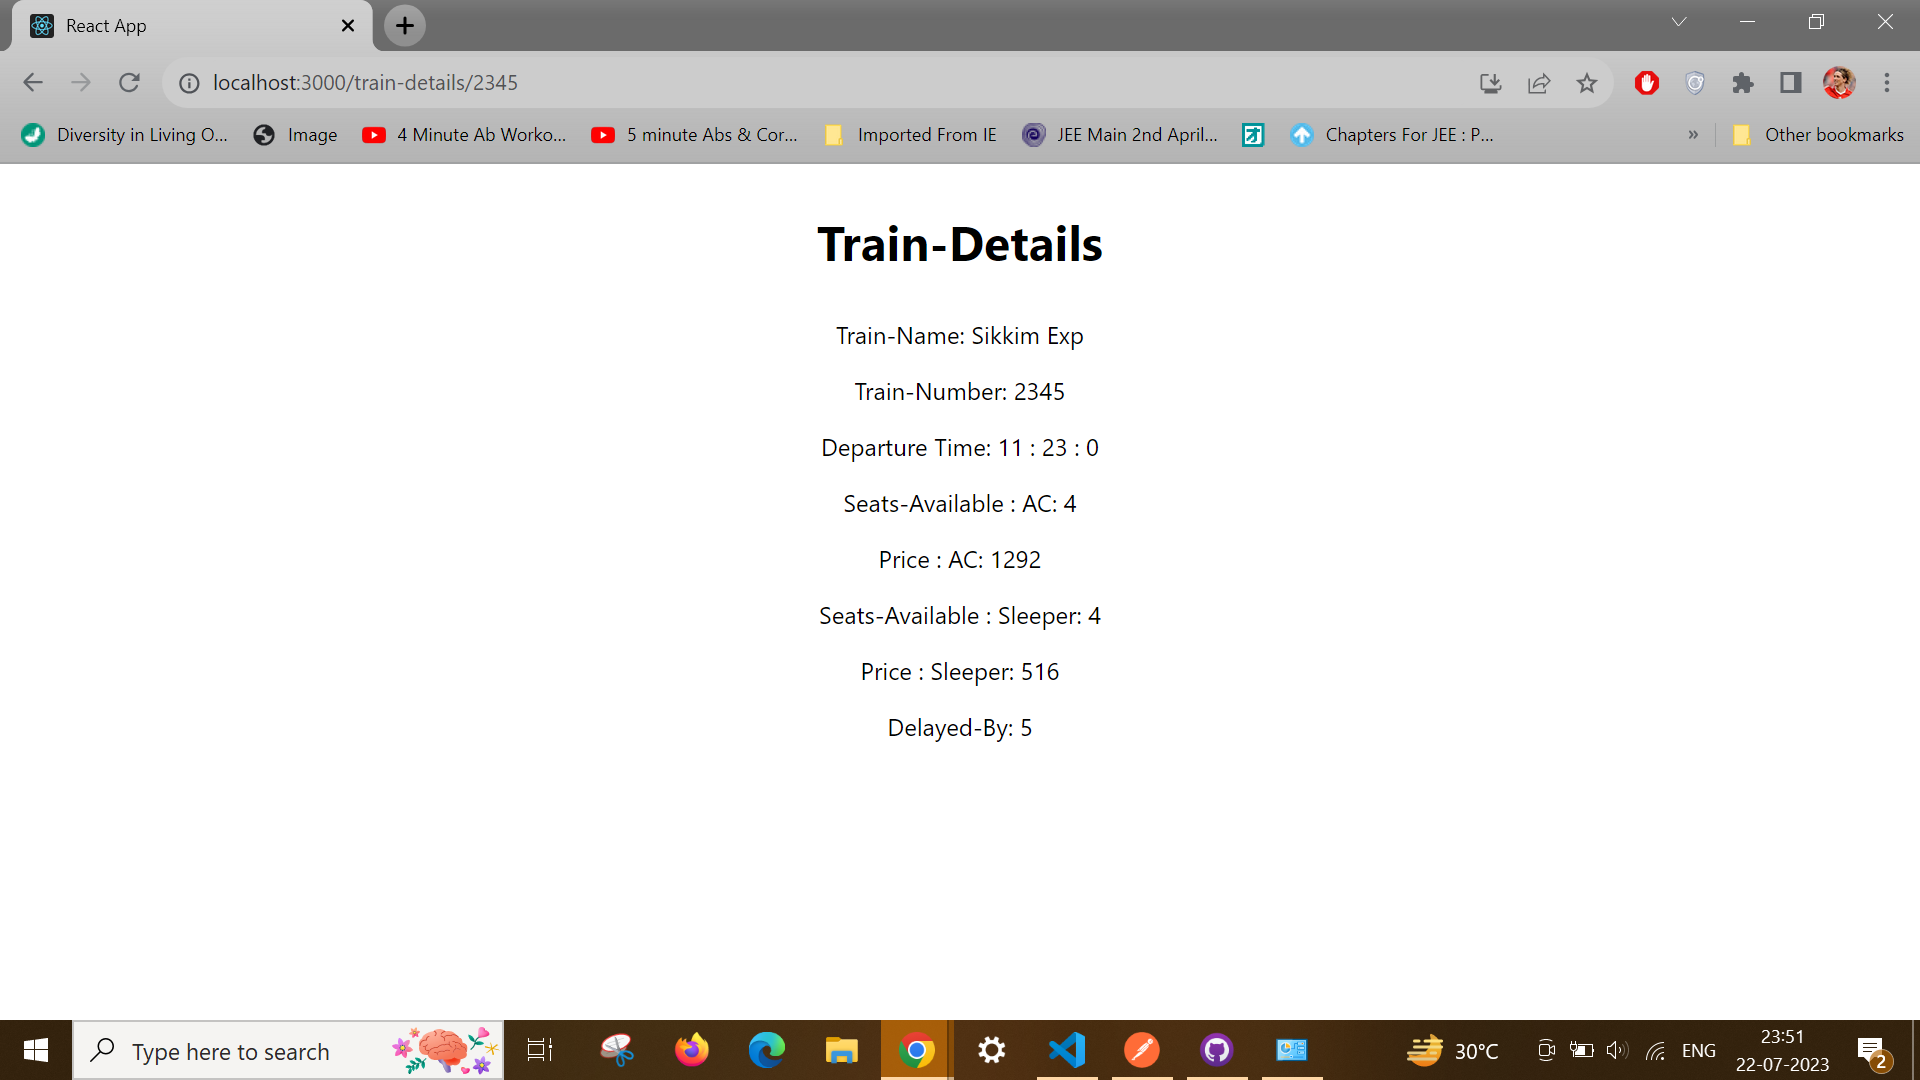 React App
localhost:3000/train-details/2345
Diversity in Living O... Image 4 Minute Ab Worko... 5 minute Abs & Cor... Imported From IE JEE Main 2nd April... Chapters For JEE : P... » Other bookmarks
Train-Details
Train-Name: Sikkim Exp
Train-Number: 2345
Departure Time: 11 : 23 : 0
Seats-Available : AC: 4
Price : AC: 1292
Seats-Available : Sleeper: 4
Price : Sleeper: 516
Delayed-By: 5
Type here to search
30°C
ENG
23:51
22-07-2023
2